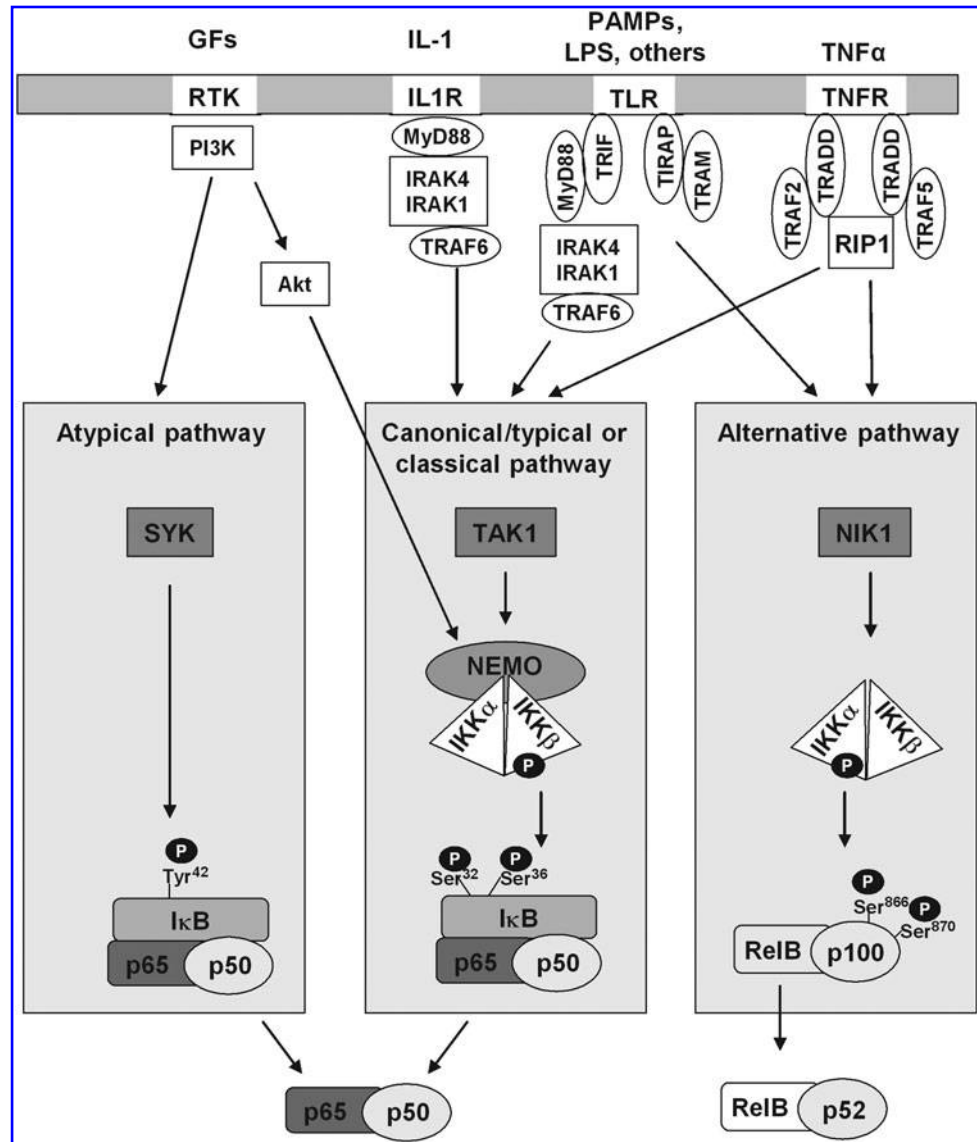 GFs
IL-1
PAMPs,
LPS, others
TNFα
RTK
IL1R
TLR
TNFR
PI3K
Akt
MyD88
IRAK4
IRAK1
TRAF6
MyD88
TRIF
TIRAP
TRAM
IRAK4
IRAK1
TRAF6
TRAF2
TRADD
TRADD
TRAF5
RIP1
Atypical pathway
SYK
P
Tyr42
IκB
p65
p50
Canonical/typical or
classical pathway
TAK1
NEMO
IKKα
IKKβ
P
P
P
Ser32
Ser36
IκB
p65
p50
Alternative pathway
NIK1
IKKα
IKKβ
P
P
Ser866
P
Ser870
RelB
p100
p65
p50
RelB
p52